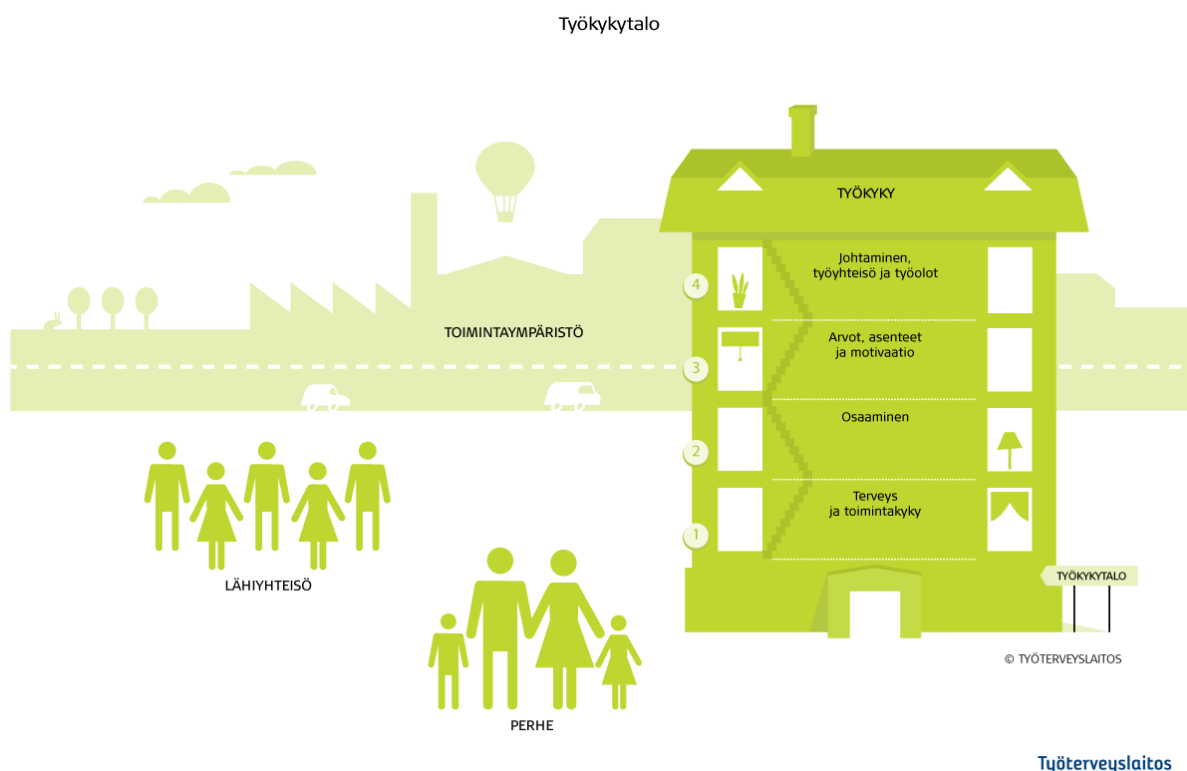 Työkykytalo
TYÖKYKY
4
Johtaminen,
työyhteisö ja työolot
3
Arvot, asenteet
ja motivaatio
2
Osaaminen
1
Terveys
ja toimintakyky
TOIMINTAYMPÄRISTÖ
LÄHIYHTEISÖ
PERHE
TYÖKYKYTALO
© TYÖTERVEYSLAITOS
Työterveyslaitos